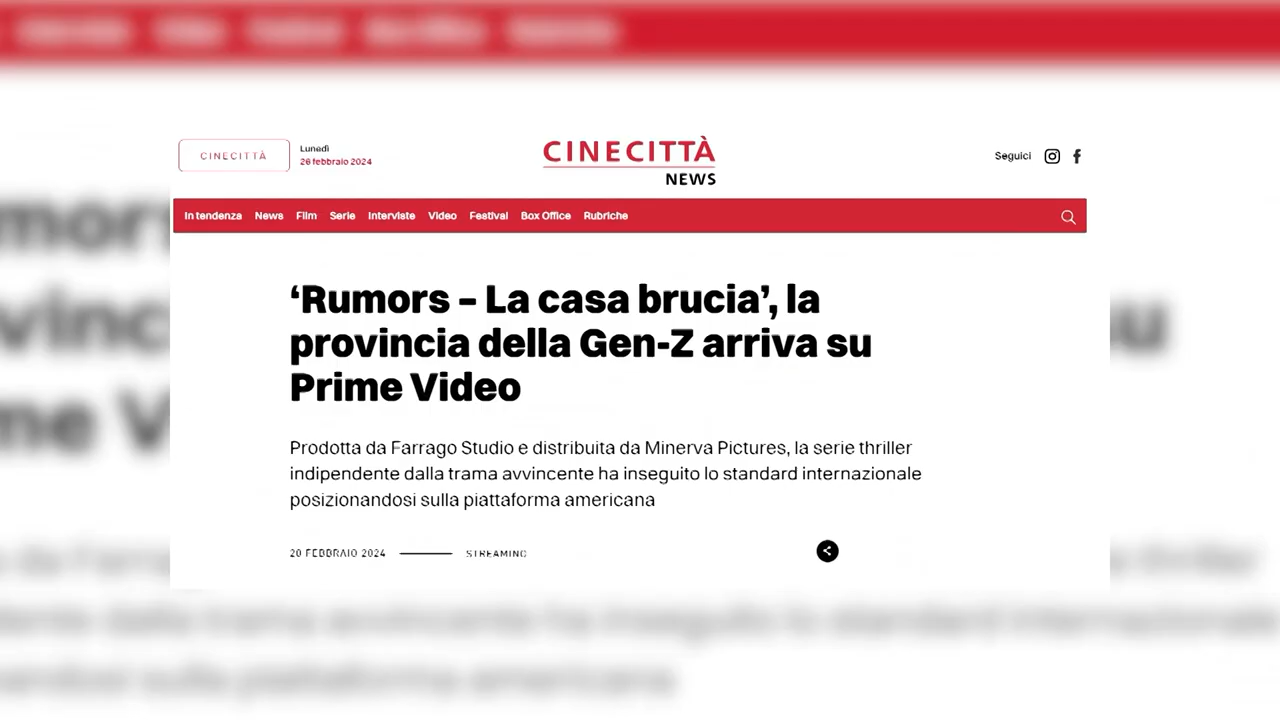 CINECITTÀ
Lunedì
26 febbraio 2024
CINECITTÀ
NEWS
Seguici
In tendenza News Film Serie Interviste Video Festival Box Office Rubriche
‘Rumors – La casa brucia’, la
provincia della Gen-Z arriva su
Prime Video
Prodotta da Farrago Studio e distribuita da Minerva Pictures, la serie thriller
indipendente dalla trama avvincente ha inseguito lo standard internazionale
posizionandosi sulla piattaforma americana
20 FEBBRAIO 2024 STREAMING